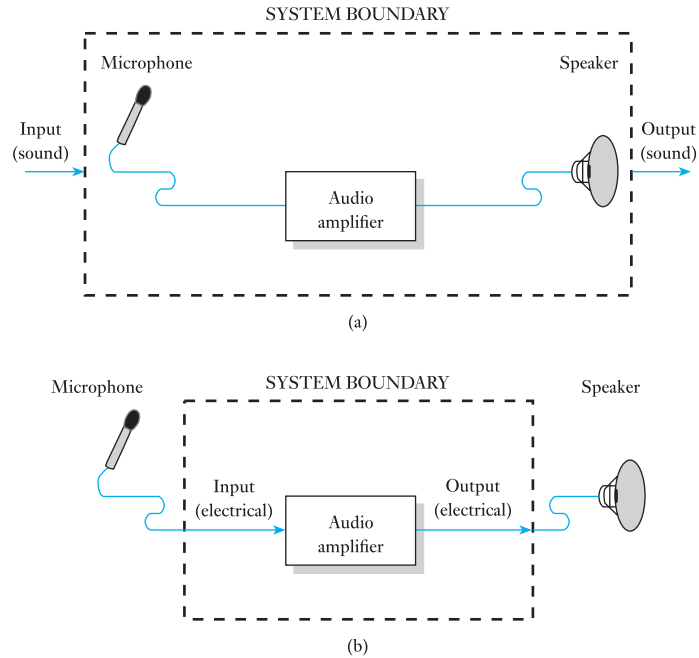 SYSTEM BOUNDARY
Microphone
Speaker
Input
(sound)
Output
(sound)
Audio
amplifier
(a)
SYSTEM BOUNDARY
Microphone
Speaker
Input
(electrical)
Output
(electrical)
Audio
amplifier
(b)